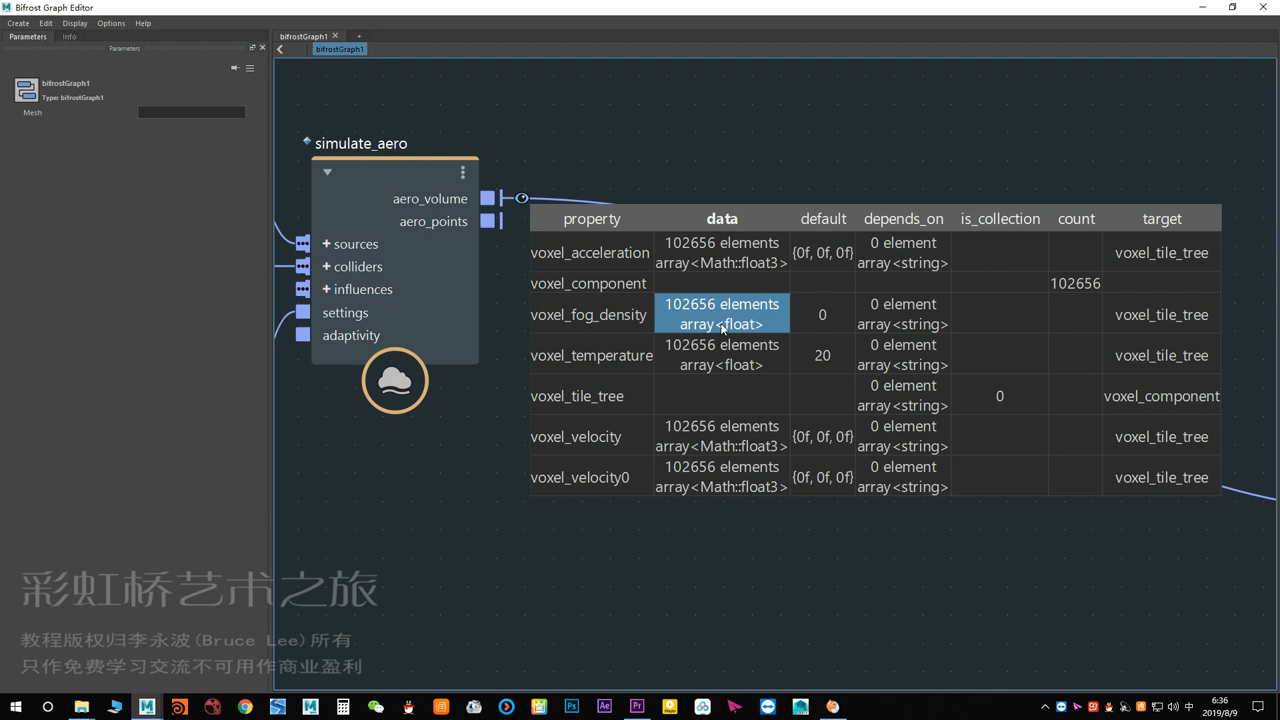 Bifrost Graph Editor
Create Edit Display Options Help
Parameters Info
Parameters
bifrostGraph1
Type: bifrostGraph1
Mesh
bifrostGraph1
bifrostGraph1
simulate_aero
aero_volume
aero_points
+ sources
+ colliders
+ influences
settings
adaptivity
property data default depends_on is_collection count target
voxel_acceleration 102656 elements array<Math::float3> {0f, 0f, 0f} 0 element array<string> voxel_tile_tree
voxel_component 102656
voxel_fog_density 102656 elements array<float> 0 0 element array<string> voxel_tile_tree
voxel_temperature 102656 elements array<float> 20 0 element array<string> voxel_tile_tree
voxel_tile_tree 0 element array<string> 0 voxel_component
voxel_velocity 102656 elements array<Math::float3> {0f, 0f, 0f} 0 element array<string> voxel_tile_tree
voxel_velocity0 102656 elements array<Math::float3> {0f, 0f, 0f} 0 element array<string> voxel_tile_tree
彩虹桥艺术之旅
教程版权归李永波(Bruce Lee)所有
只作免费学习交流不可用作商业盈利
Ps Ae Pr
中
6:36
2019/8/9